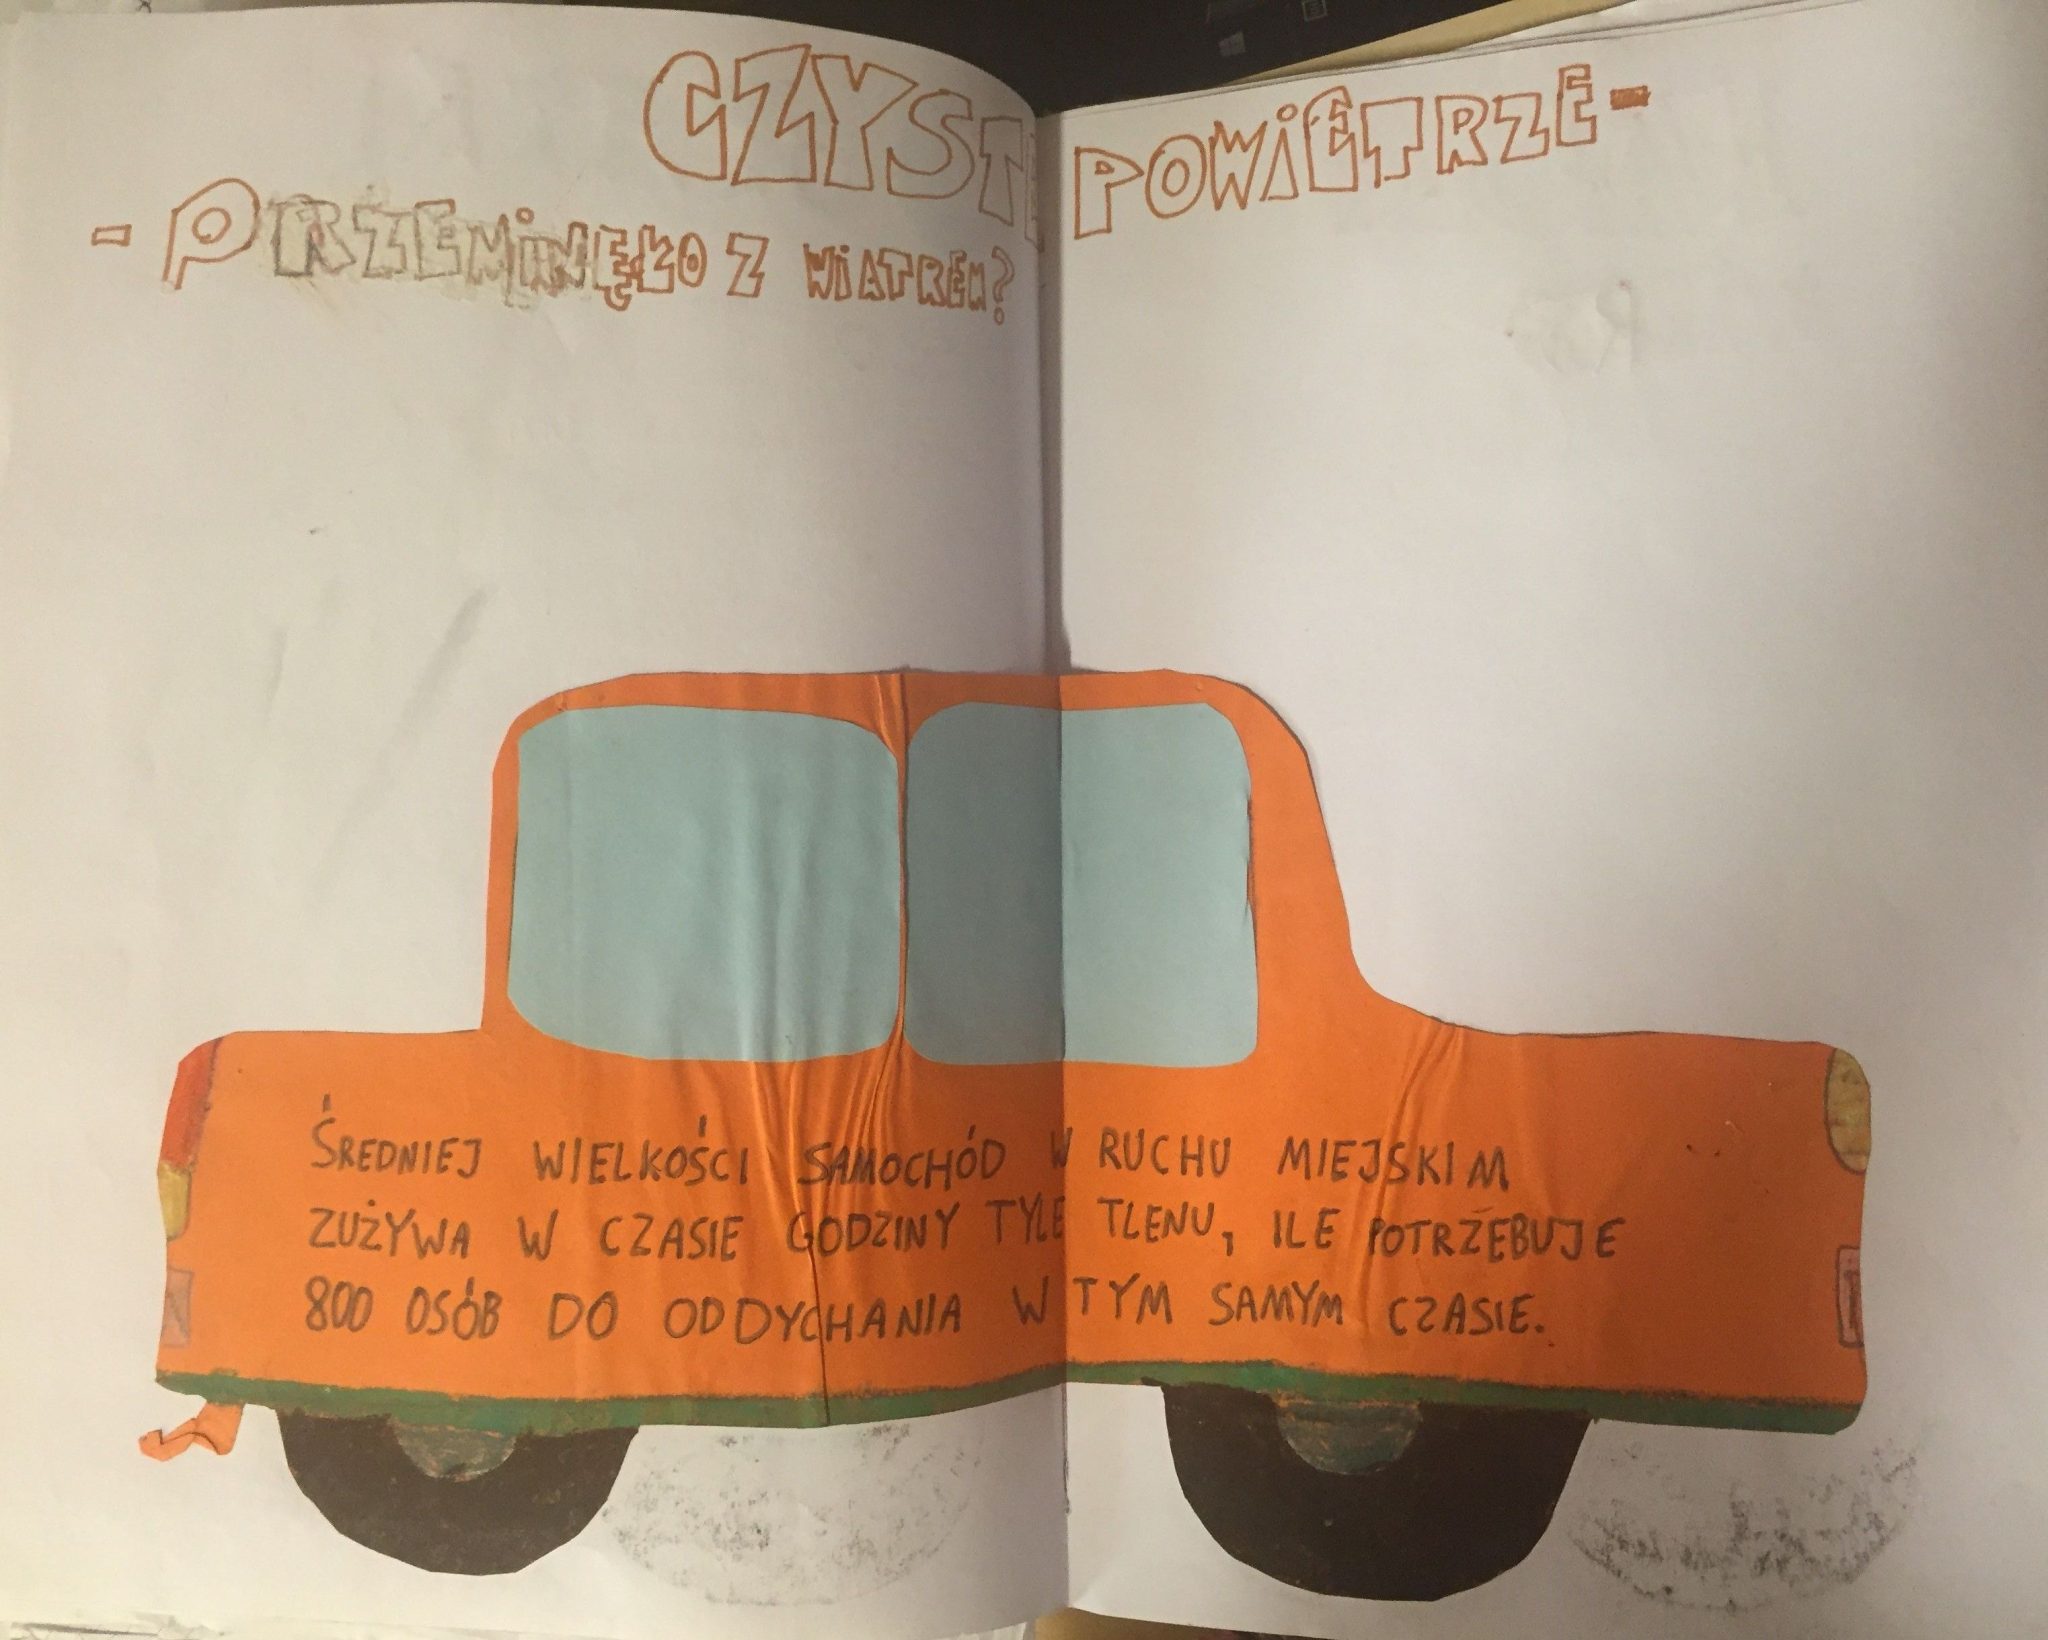 CZYSTE POWIETRZE-
- PRZEMINĘŁO Z WIATREM?
ŚREDNIEJ WIELKOŚCI SAMOCHÓD W RUCHU MIEJSKIM
ZUŻYWA W CZASIE GODZINY TYLE TLENU, ILE POTRZEBUJE
800 OSÓB DO ODDYCHANIA W TYM SAMYM CZASIE.